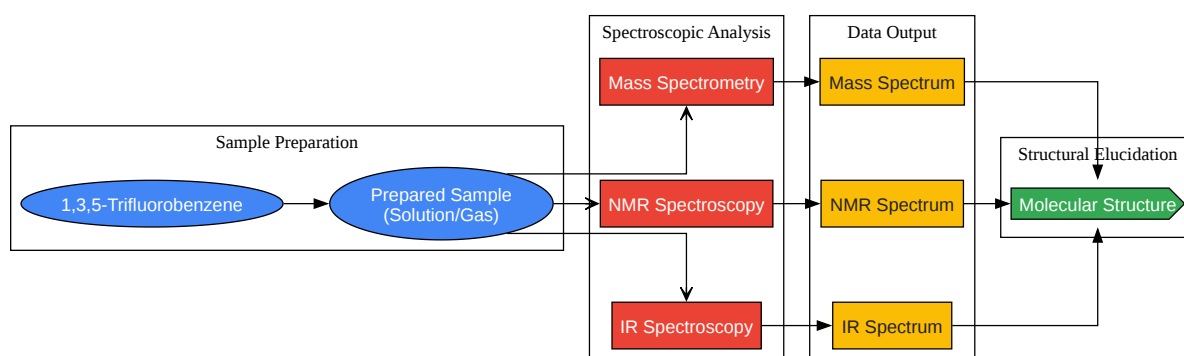 Spectroscopic Analysis
Data Output
Mass Spectrometry
Mass Spectrum
Sample Preparation
Structural Elucidation
1,3,5-Trifluorobenzene
Prepared Sample
(Solution/Gas)
NMR Spectroscopy
NMR Spectrum
Molecular Structure
IR Spectroscopy
IR Spectrum